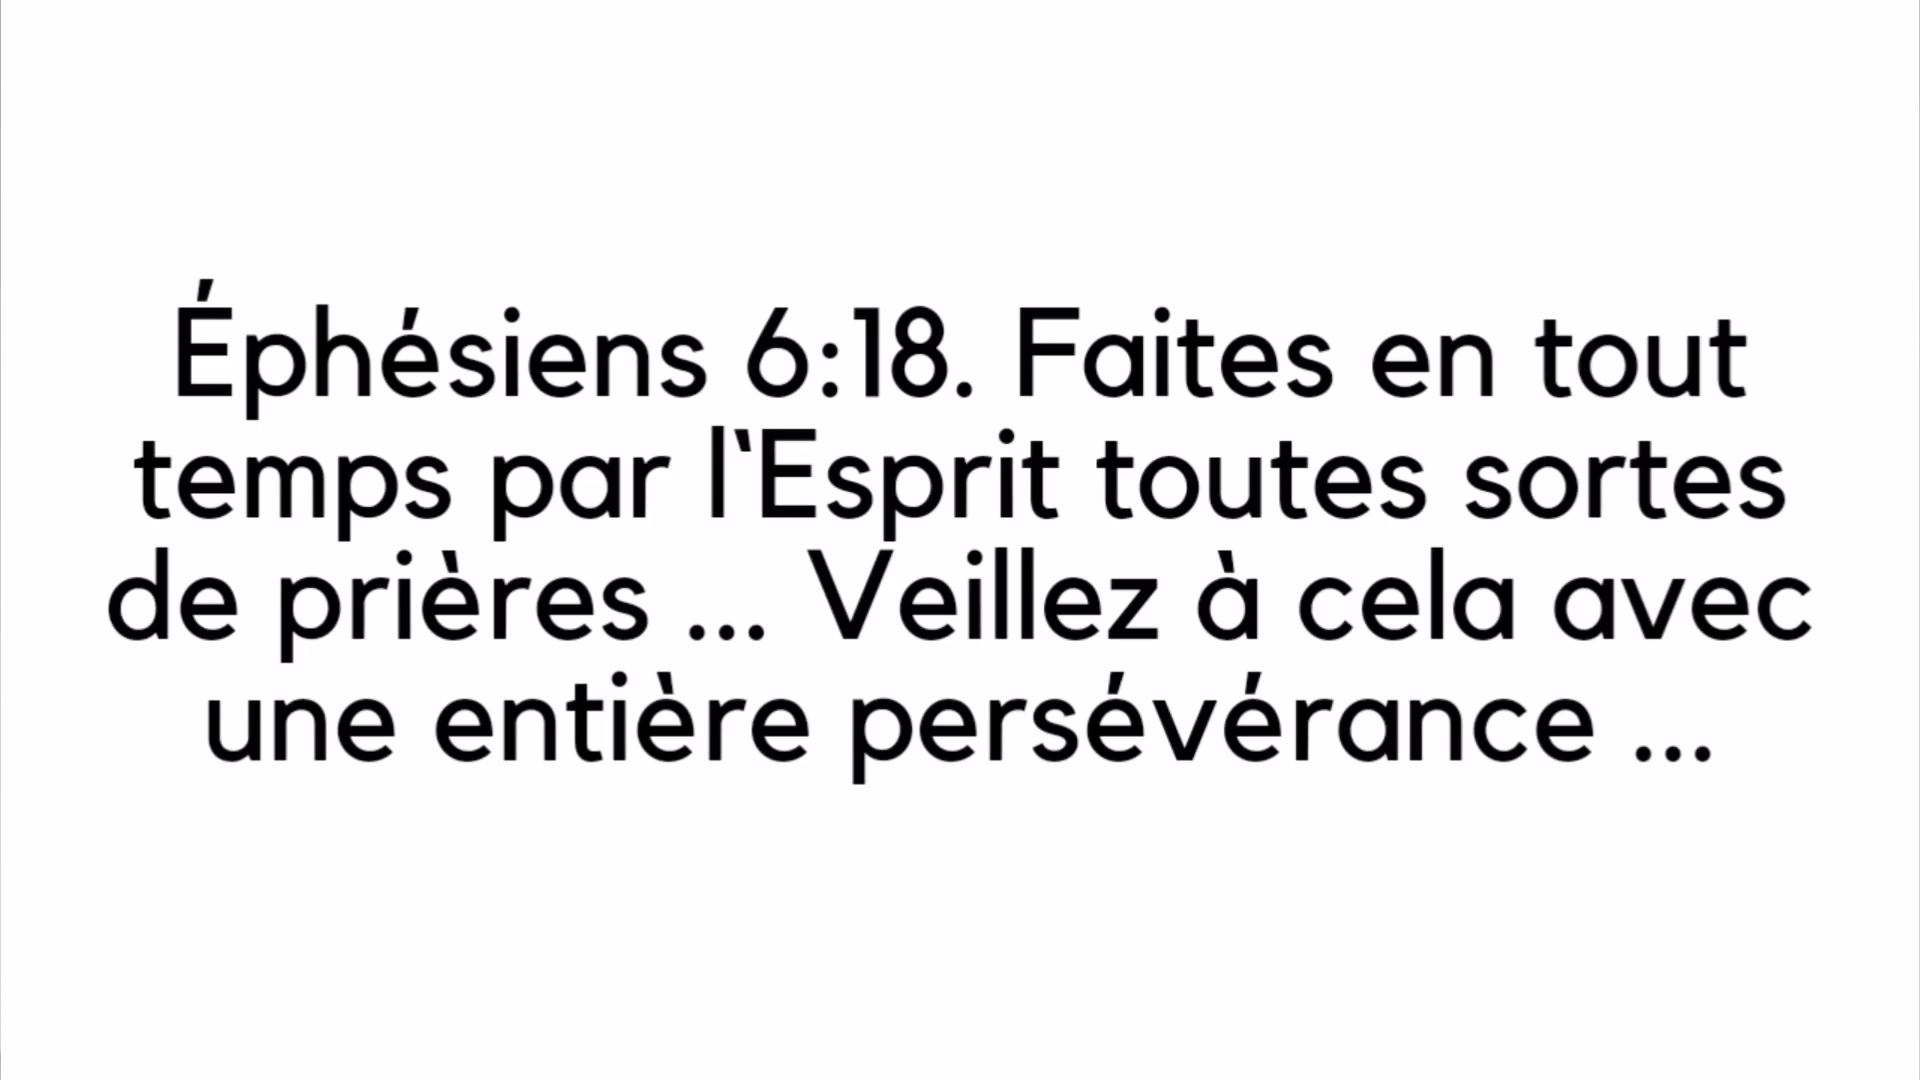 Éphésiens 6:18. Faites en tout
temps par l‛Esprit toutes sortes
de prières ... Veillez à cela avec
une entière persévérance ...